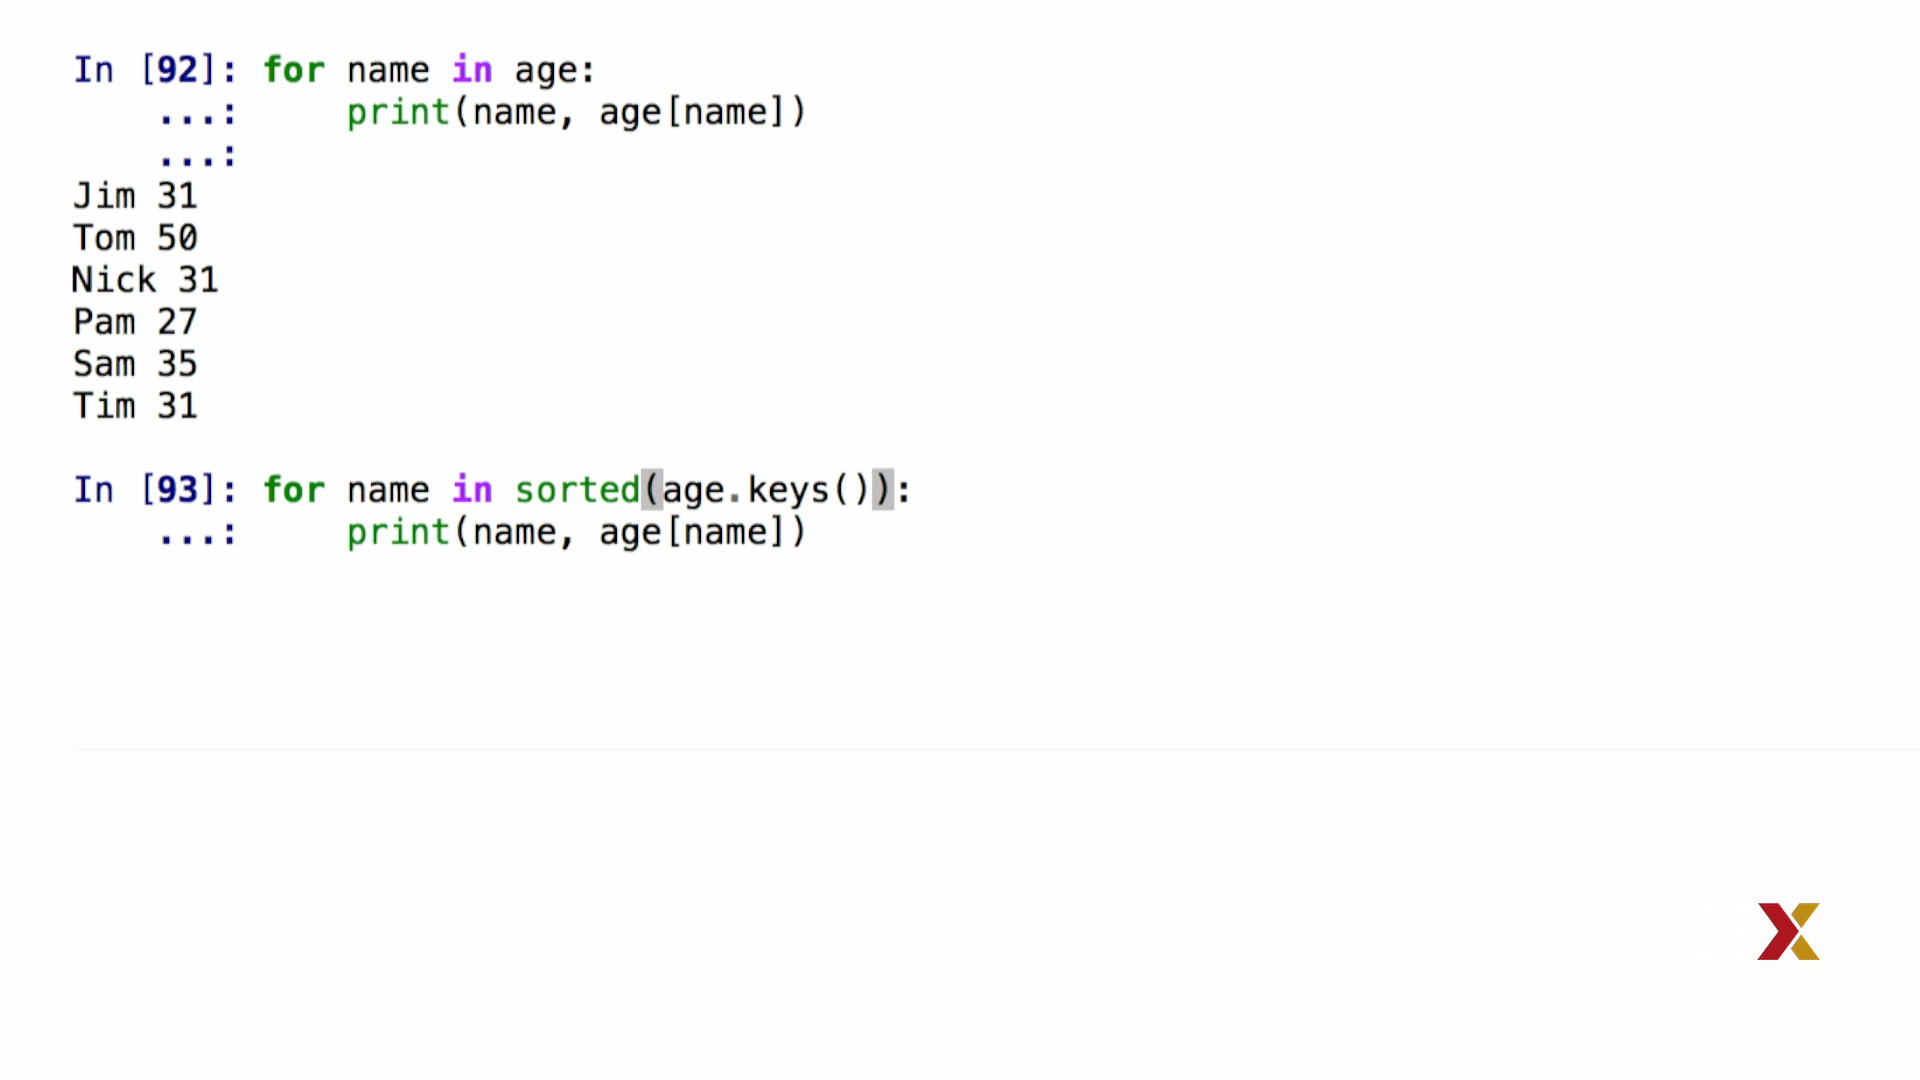 In [92]: for name in age:
    ...:     print(name, age[name])
    ...:
Jim 31
Tom 50
Nick 31
Pam 27
Sam 35
Tim 31
In [93]: for name in sorted(age.keys()):
    ...:     print(name, age[name])
X